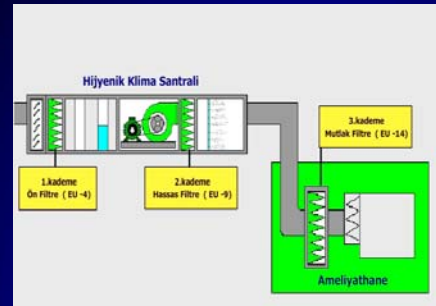 Hijyenik Klima Santrali
3.kademe
Mutlak Filtre ( EU -14)
1.kademe
Ön Filtre ( EU -4)
2.kademe
Hassas Filtre ( EU -9)
Ameliyathane